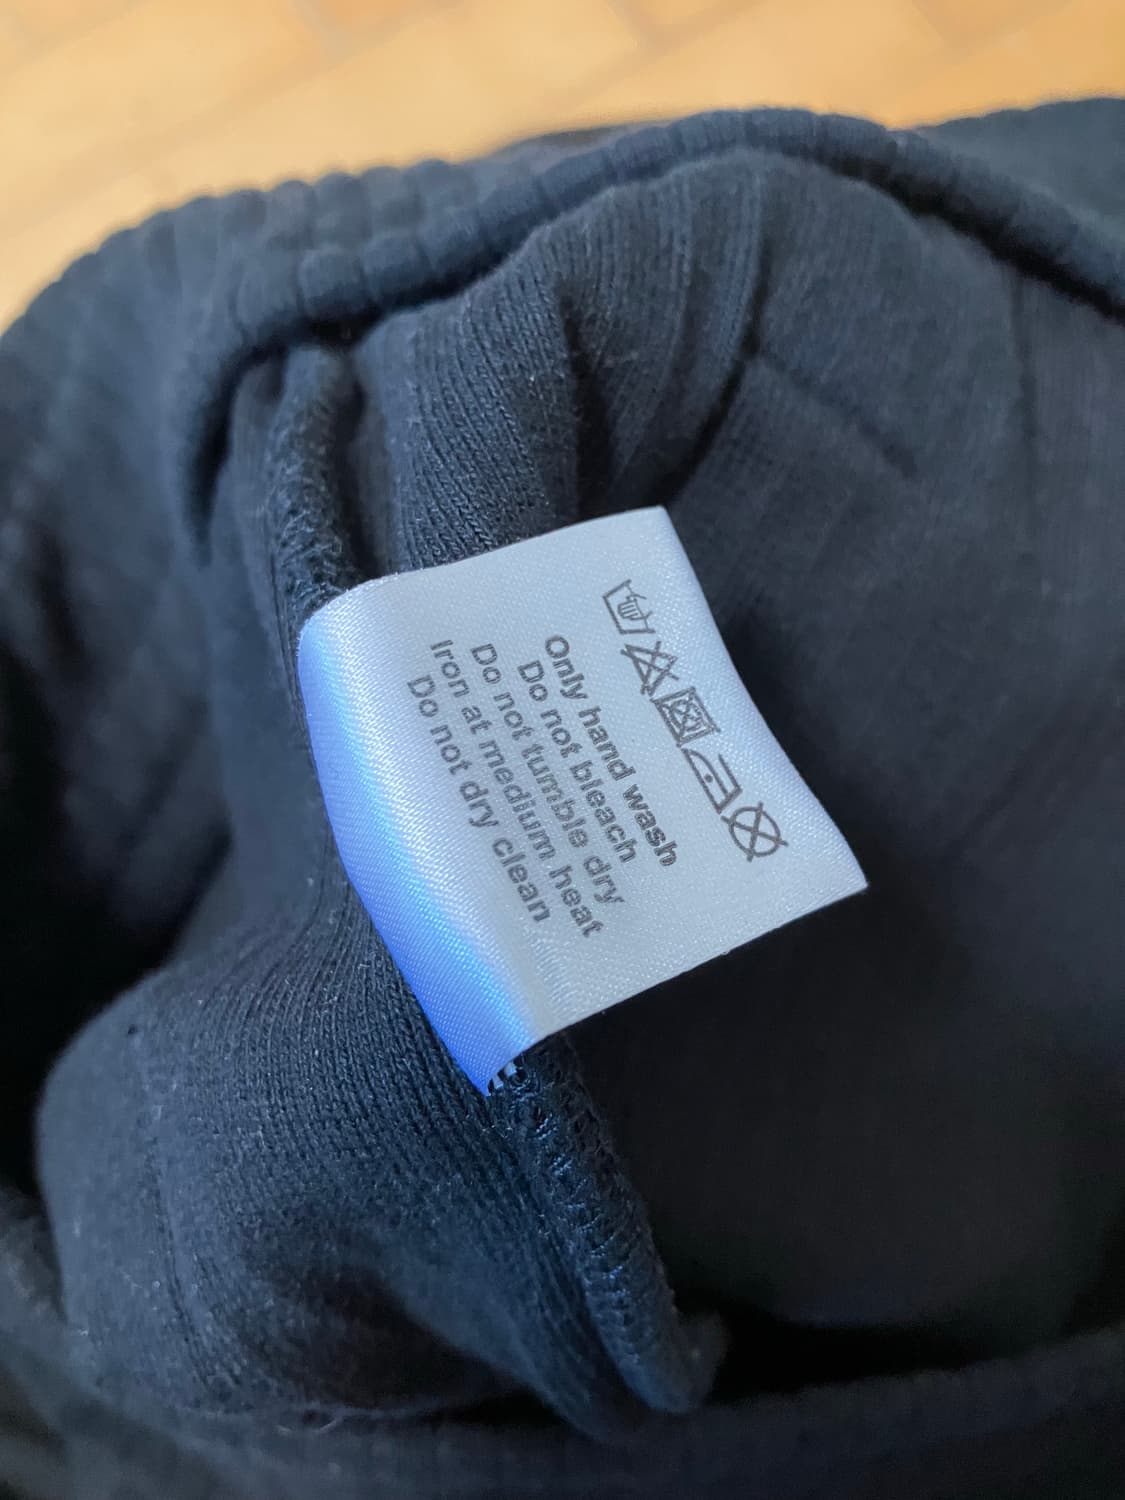 Only hand wash
Do not bleach
Do not tumble dry
Iron at medium heat
Do not dry clean